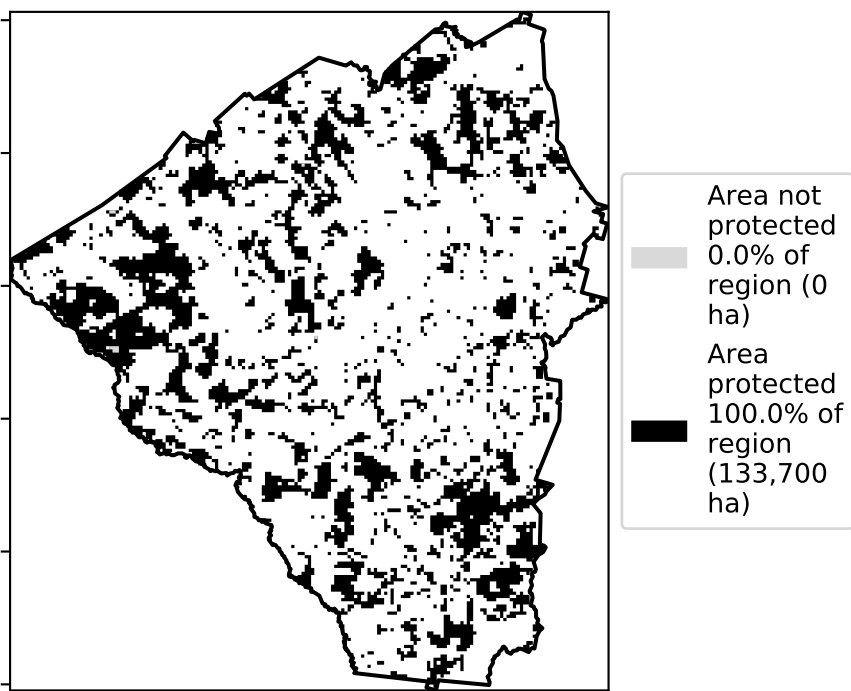 Area not
protected
0.0% of
region (0
ha)
Area
protected
100.0% of
region
(133,700
ha)